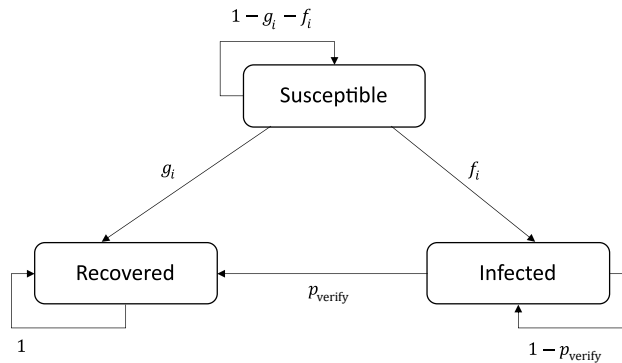 1 − g_i − f_i
Susceptible
g_i
f_i
Recovered
Infected
p_verify
1
1 − p_verify